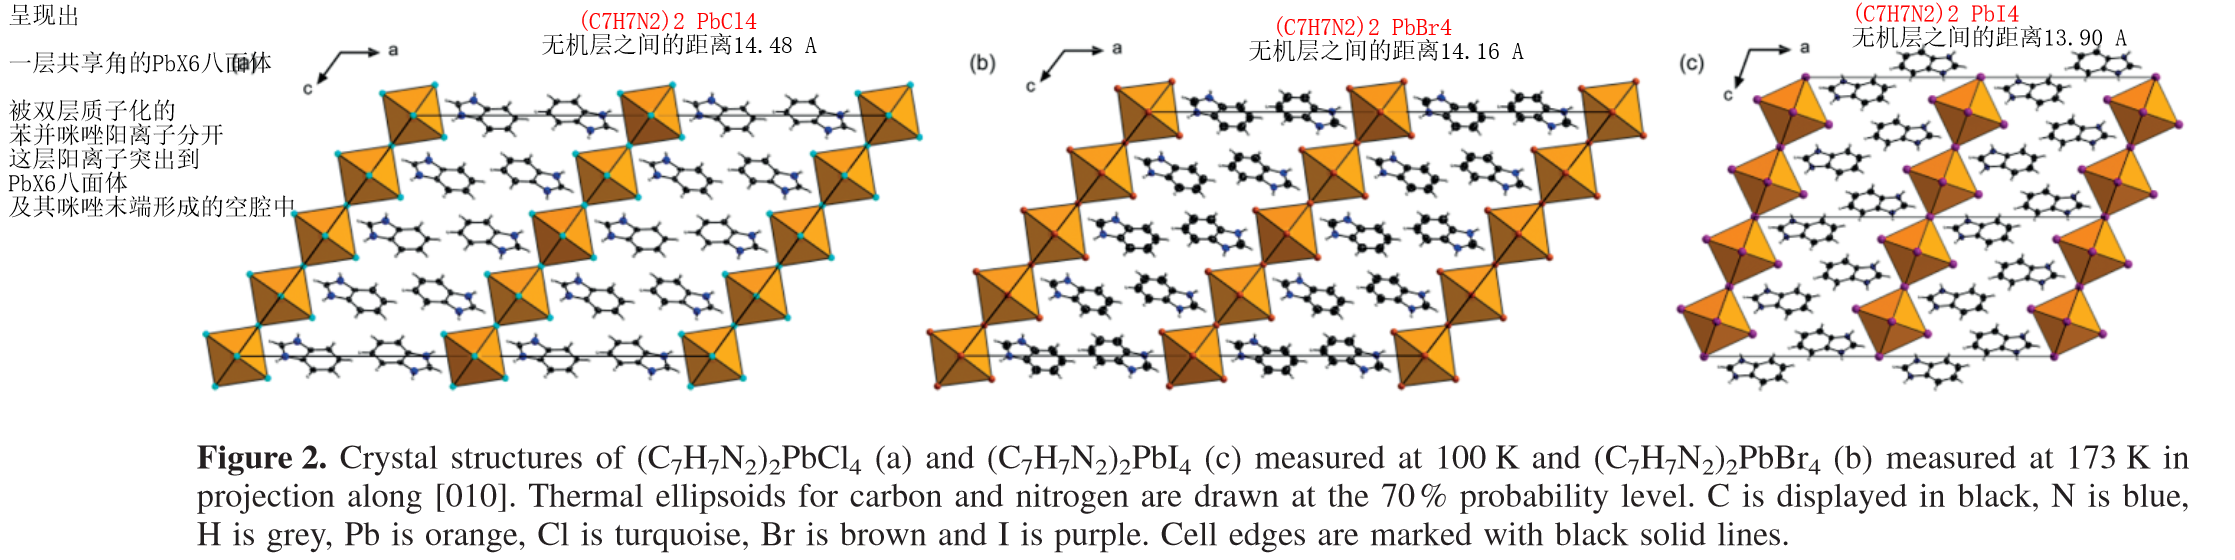 呈现出
一层共享角的PbX6八面体
被双层质子化的
苯并咪唑阳离子分开
这层阳离子突出到
PbX6八面体
及其咪唑末端形成的空腔中
(a)
a
c
(C7H7N2)2 PbCl4
无机层之间的距离14.48 A
(b)
a
c
(C7H7N2)2 PbBr4
无机层之间的距离14.16 A
(c)
a
c
(C7H7N2)2 PbI4
无机层之间的距离13.90 A
Figure 2. Crystal structures of (C₇H₇N₂)₂PbCl₄ (a) and (C₇H₇N₂)₂PbI₄ (c) measured at 100 K and (C₇H₇N₂)₂PbBr₄ (b) measured at 173 K in
projection along [010]. Thermal ellipsoids for carbon and nitrogen are drawn at the 70 % probability level. C is displayed in black, N is blue,
H is grey, Pb is orange, Cl is turquoise, Br is brown and I is purple. Cell edges are marked with black solid lines.